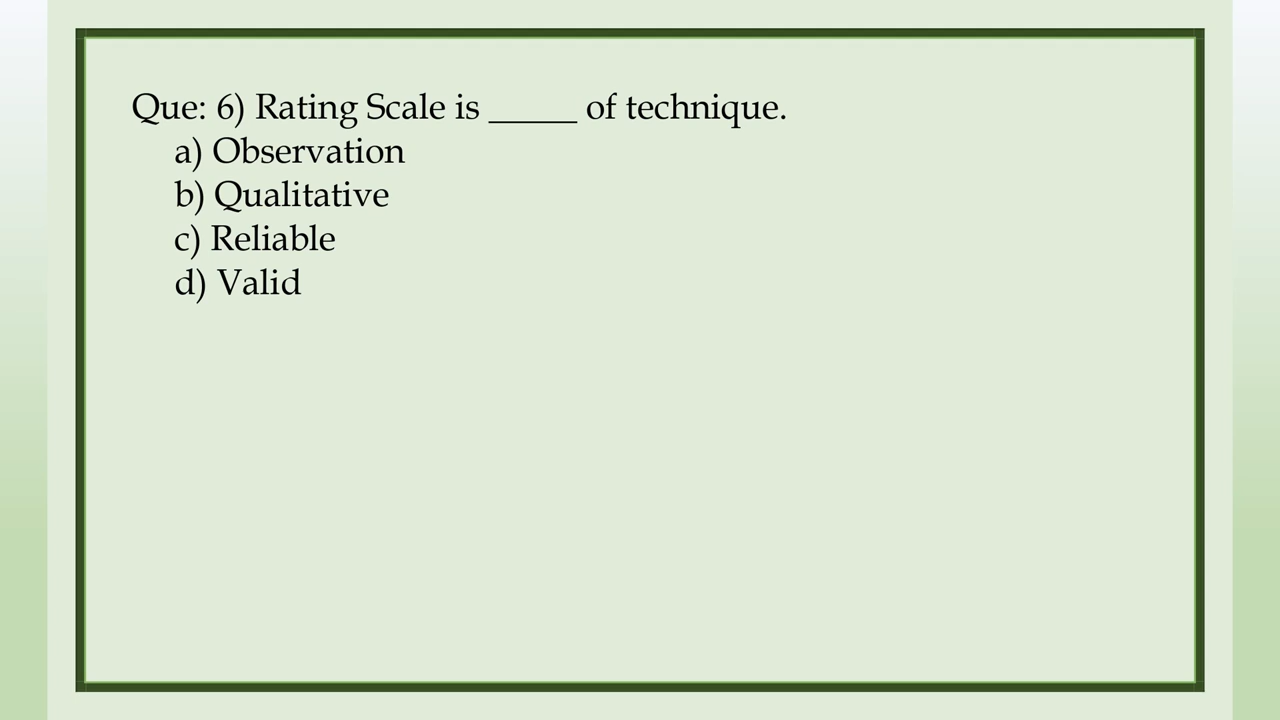 Que: 6) Rating Scale is _____ of technique.
a) Observation
b) Qualitative
c) Reliable
d) Valid